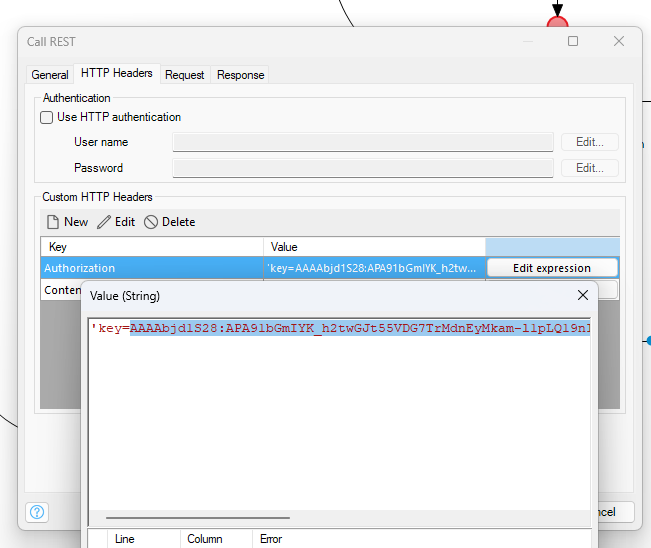 Call REST
General HTTP Headers Request Response
Authentication
Use HTTP authentication
User name Edit...
Password Edit...
Custom HTTP Headers
New Edit Delete
Key Value
Authorization 'key=AAAAbjd1S28:APA91bGmIYK_h2tw... Edit expression
Conten
Value (String)
'key=AAAAbjd1S28:APA91bGmIYK_h2twGJt55VDG7TrMdnEyMkam-l1pLQ19n1
ncel
Line Column Error